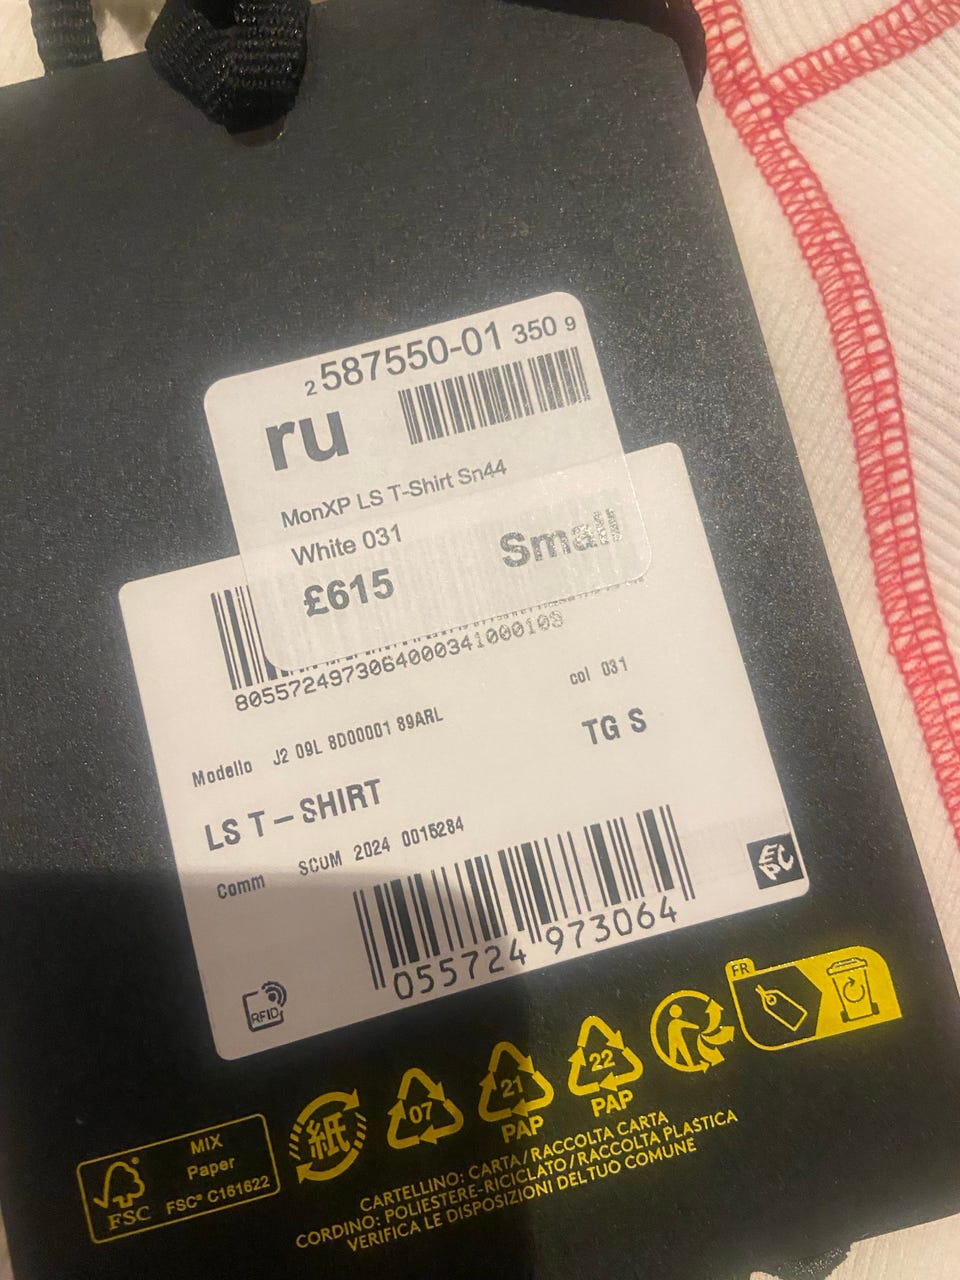 2 587550-01 350 9
ru
MonXP LS T-Shirt Sn44
White 031
£615 Small
8055724973064000341000109
Modello J2 09L 8D00001 89ARL col 031
LS T-SHIRT TG S
Comm SCUM 2024 0015284
055724 973064
EPC
RFID
FR
MIX
Paper
FSC® C161622
FSC
紙
07
21
PAP
22
PAP
CARTELLINO: CARTA/RACCOLTA CARTA
CORDINO: POLIESTERE-RICICLATO/RACCOLTA PLASTICA
VERIFICA LE DISPOSIZIONI DEL TUO COMUNE